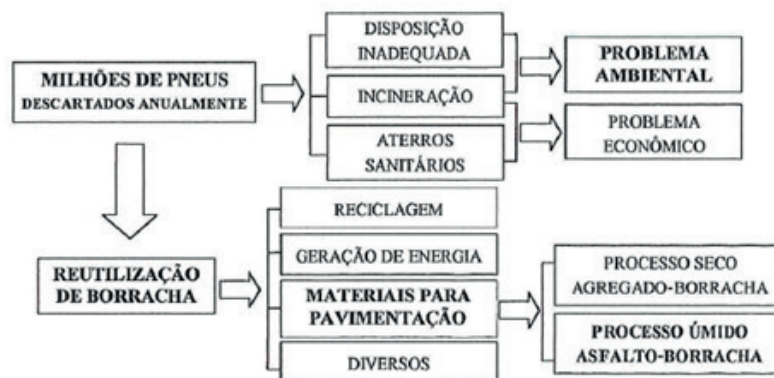 MILHÕES DE PNEUS
DESCARTADOS ANUALMENTE
DISPOSIÇÃO
INADEQUADA
INCINERAÇÃO
ATERROS
SANITÁRIOS
PROBLEMA
AMBIENTAL
PROBLEMA
ECONÔMICO
REUTILIZAÇÃO
DE BORRACHA
RECICLAGEM
GERAÇÃO DE ENERGIA
MATERIAIS PARA
PAVIMENTAÇÃO
DIVERSOS
PROCESSO SECO
AGREGADO-BORRACHA
PROCESSO ÚMIDO
ASFALTO-BORRACHA